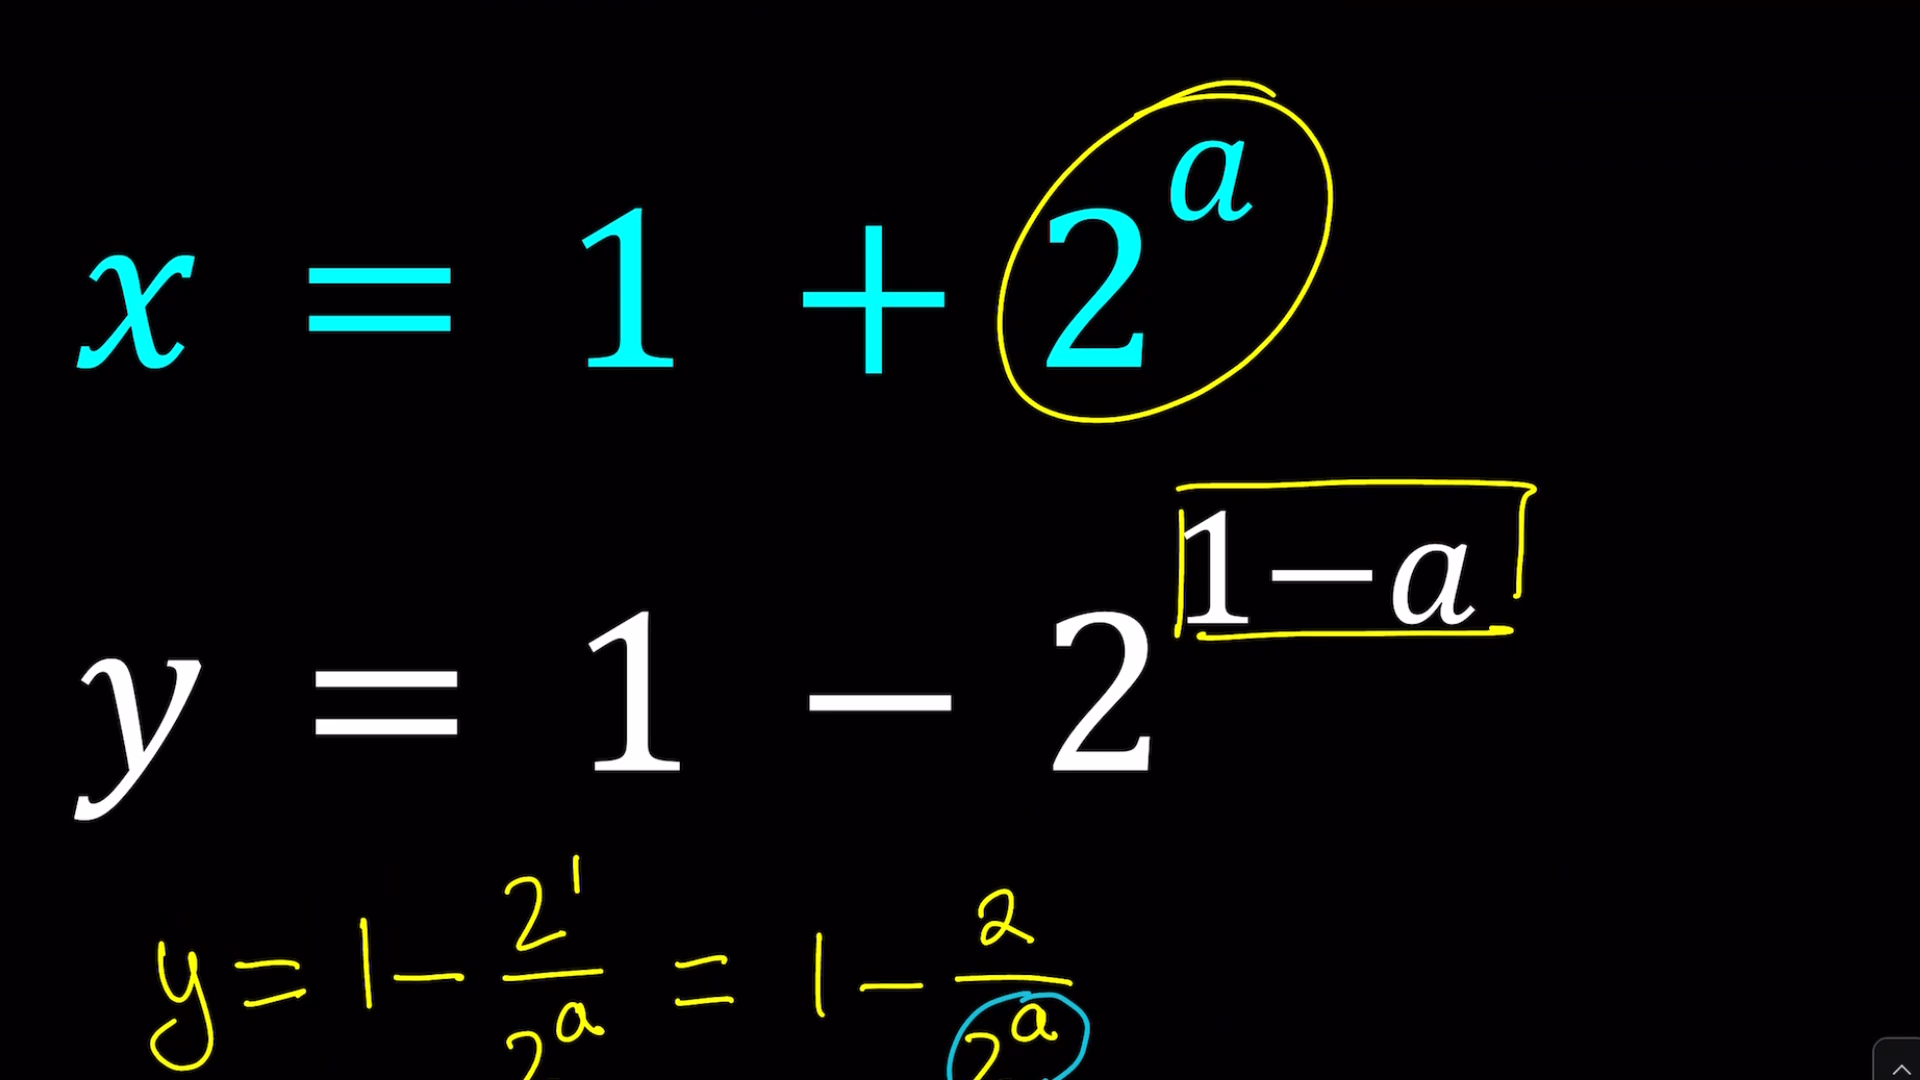 x = 1 + 2^a
y = 1 − 2^{1−a}
y = 1 − 2^1/2^a = 1 − 2/2^a